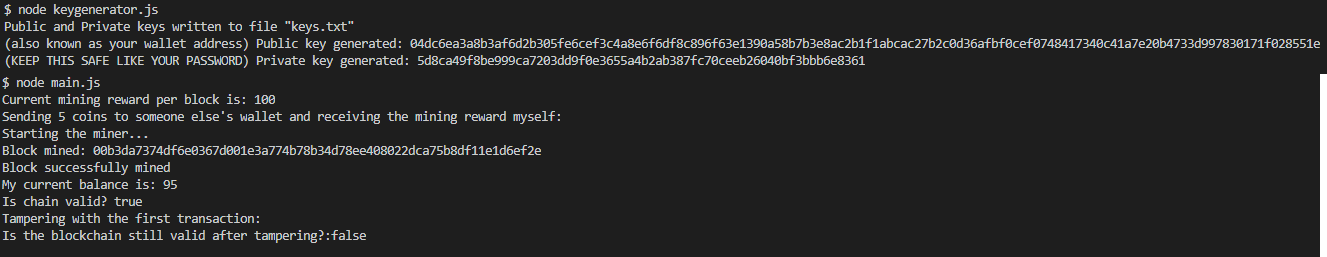 $ node keygenerator.js
Public and Private keys written to file "keys.txt"
(also known as your wallet address) Public key generated: 04dc6ea3a8b3af6d2b305fe6cef3c4a8e6f6df8c896f63e1390a58b7b3e8ac2b1f1abcac27b2c0d36afbf0cef0748417340c41a7e20b4733d997830171f028551e
(KEEP THIS SAFE LIKE YOUR PASSWORD) Private key generated: 5d8ca49f8be999ca7203dd9f0e3655a4b2ab387fc70ceeb26040bf3bbb6e8361
$ node main.js
Current mining reward per block is: 100
Sending 5 coins to someone else's wallet and receiving the mining reward myself:
Starting the miner...
Block mined: 00b3da7374df6e0367d001e3a774b78b34d78ee408022dca75b8df11e1d6ef2e
Block successfully mined
My current balance is: 95
Is chain valid? true
Tampering with the first transaction:
Is the blockchain still valid after tampering?:false